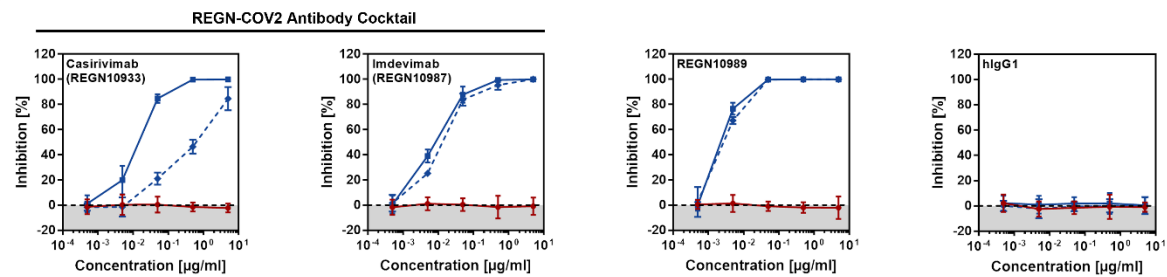 REGN-COV2 Antibody Cocktail
Casirivimab
(REGN10933)
Inhibition [%]
120
100
80
60
40
20
0
-20
10-4 10-3 10-2 10-1 100 101
Concentration [µg/ml]
Imdevimab
(REGN10987)
Inhibition [%]
120
100
80
60
40
20
0
-20
10-4 10-3 10-2 10-1 100 101
Concentration [µg/ml]
REGN10989
Inhibition [%]
120
100
80
60
40
20
0
-20
10-4 10-3 10-2 10-1 100 101
Concentration [µg/ml]
hIgG1
Inhibition [%]
120
100
80
60
40
20
0
-20
10-4 10-3 10-2 10-1 100 101
Concentration [µg/ml]